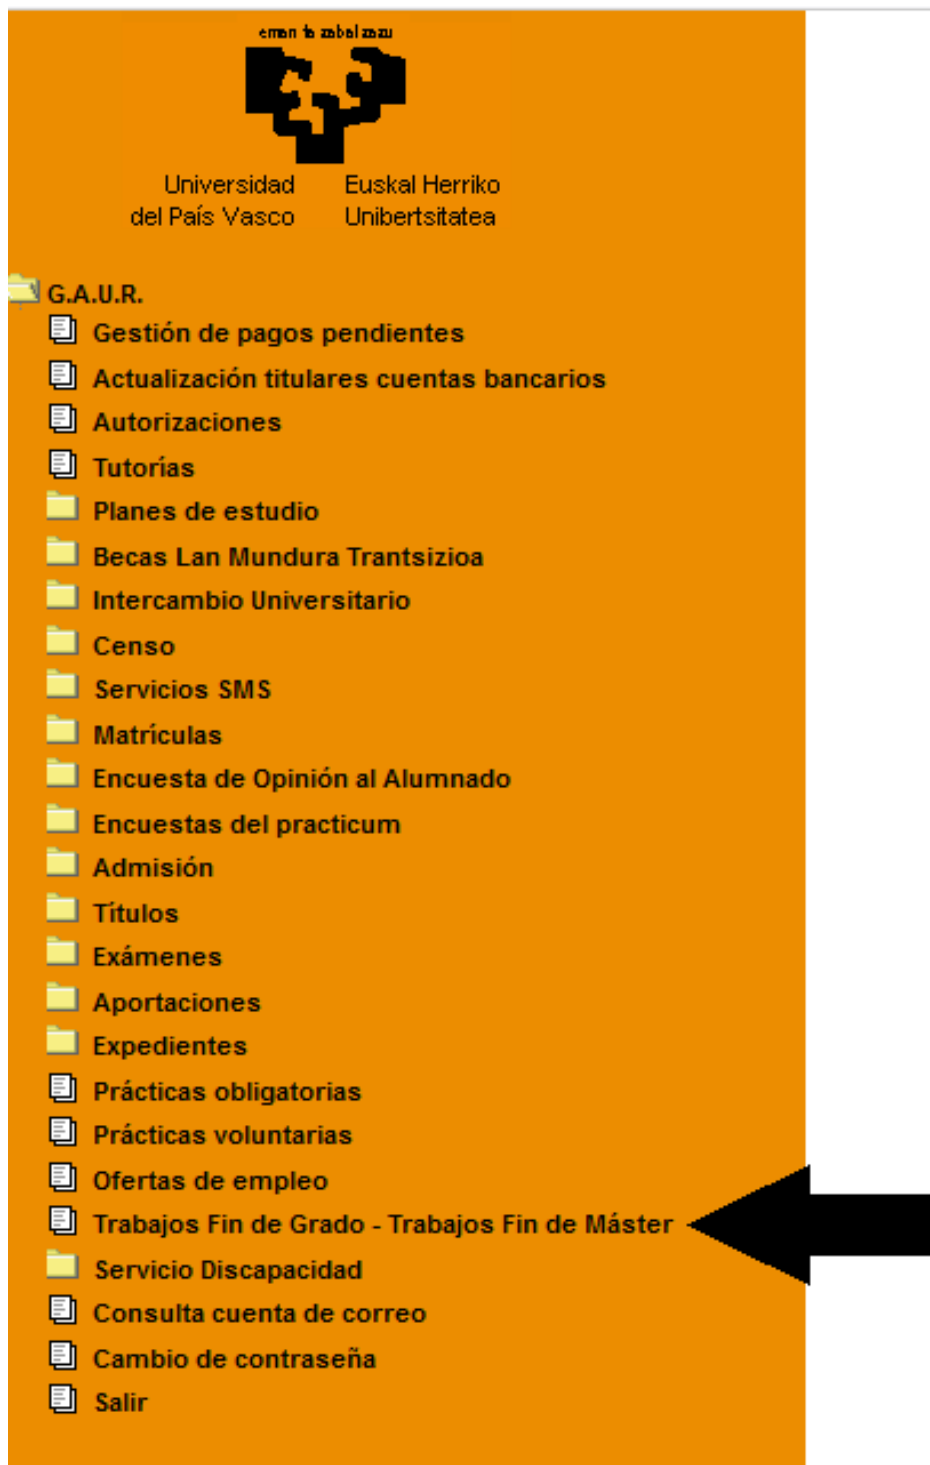 eman ta zabal zazu
Universidad Euskal Herriko
del País Vasco Unibertsitatea
G.A.U.R.
Gestión de pagos pendientes
Actualización titulares cuentas bancarios
Autorizaciones
Tutorías
Planes de estudio
Becas Lan Mundura Trantsizioa
Intercambio Universitario
Censo
Servicios SMS
Matrículas
Encuesta de Opinión al Alumnado
Encuestas del practicum
Admisión
Títulos
Exámenes
Aportaciones
Expedientes
Prácticas obligatorias
Prácticas voluntarias
Ofertas de empleo
Trabajos Fin de Grado - Trabajos Fin de Máster
Servicio Discapacidad
Consulta cuenta de correo
Cambio de contraseña
Salir